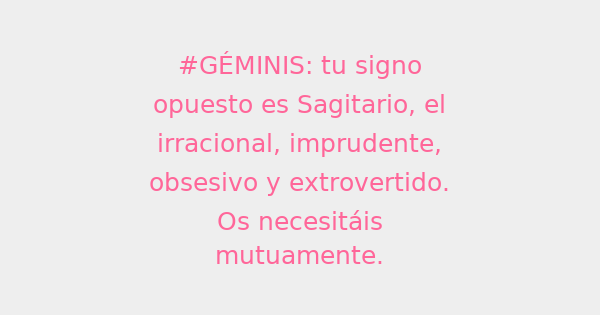 #GÉMINIS: tu signo
opuesto es Sagitario, el
irracional, imprudente,
obsesivo y extrovertido.
Os necesitáis
mutuamente.